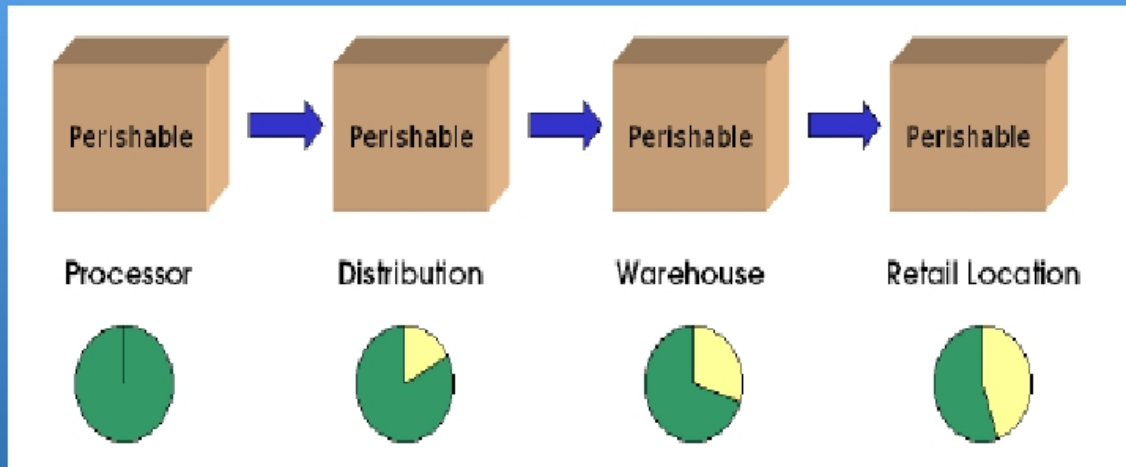 Perishable
Perishable
Perishable
Perishable
Processor
Distribution
Warehouse
Retail Location